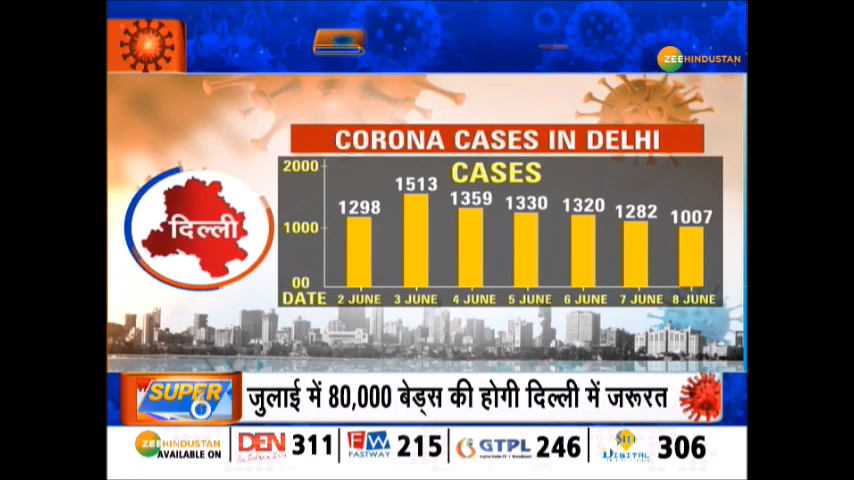 ZEEHINDUSTAN
CORONA CASES IN DELHI
CASES
2000
1000
00
1298 1513 1359 1330 1320 1282 1007
DATE 2 JUNE 3 JUNE 4 JUNE 5 JUNE 6 JUNE 7 JUNE 8 JUNE
दिल्ली
SUPER 6
जुलाई में 80,000 बेड्स की होगी दिल्ली में जरूरत
ZEEHINDUSTAN
AVAILABLE ON
DEN 311
FASTWAY 215
GTPL 246
DIGITAL 306